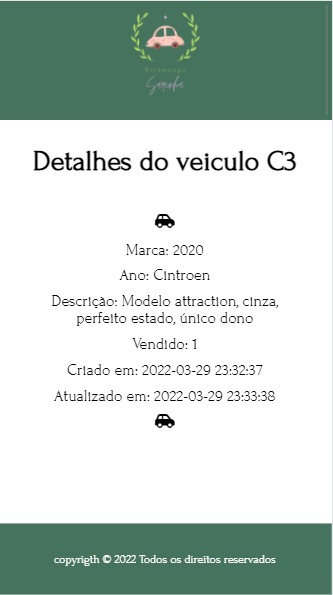 Relampago
Sarinha
Detalhes do veiculo C3
Marca: 2020
Ano: Cintroen
Descrição: Modelo attraction, cinza,
perfeito estado, único dono
Vendido: 1
Criado em: 2022-03-29 23:32:37
Atualizado em: 2022-03-29 23:33:38
copyrigth © 2022 Todos os direitos reservados